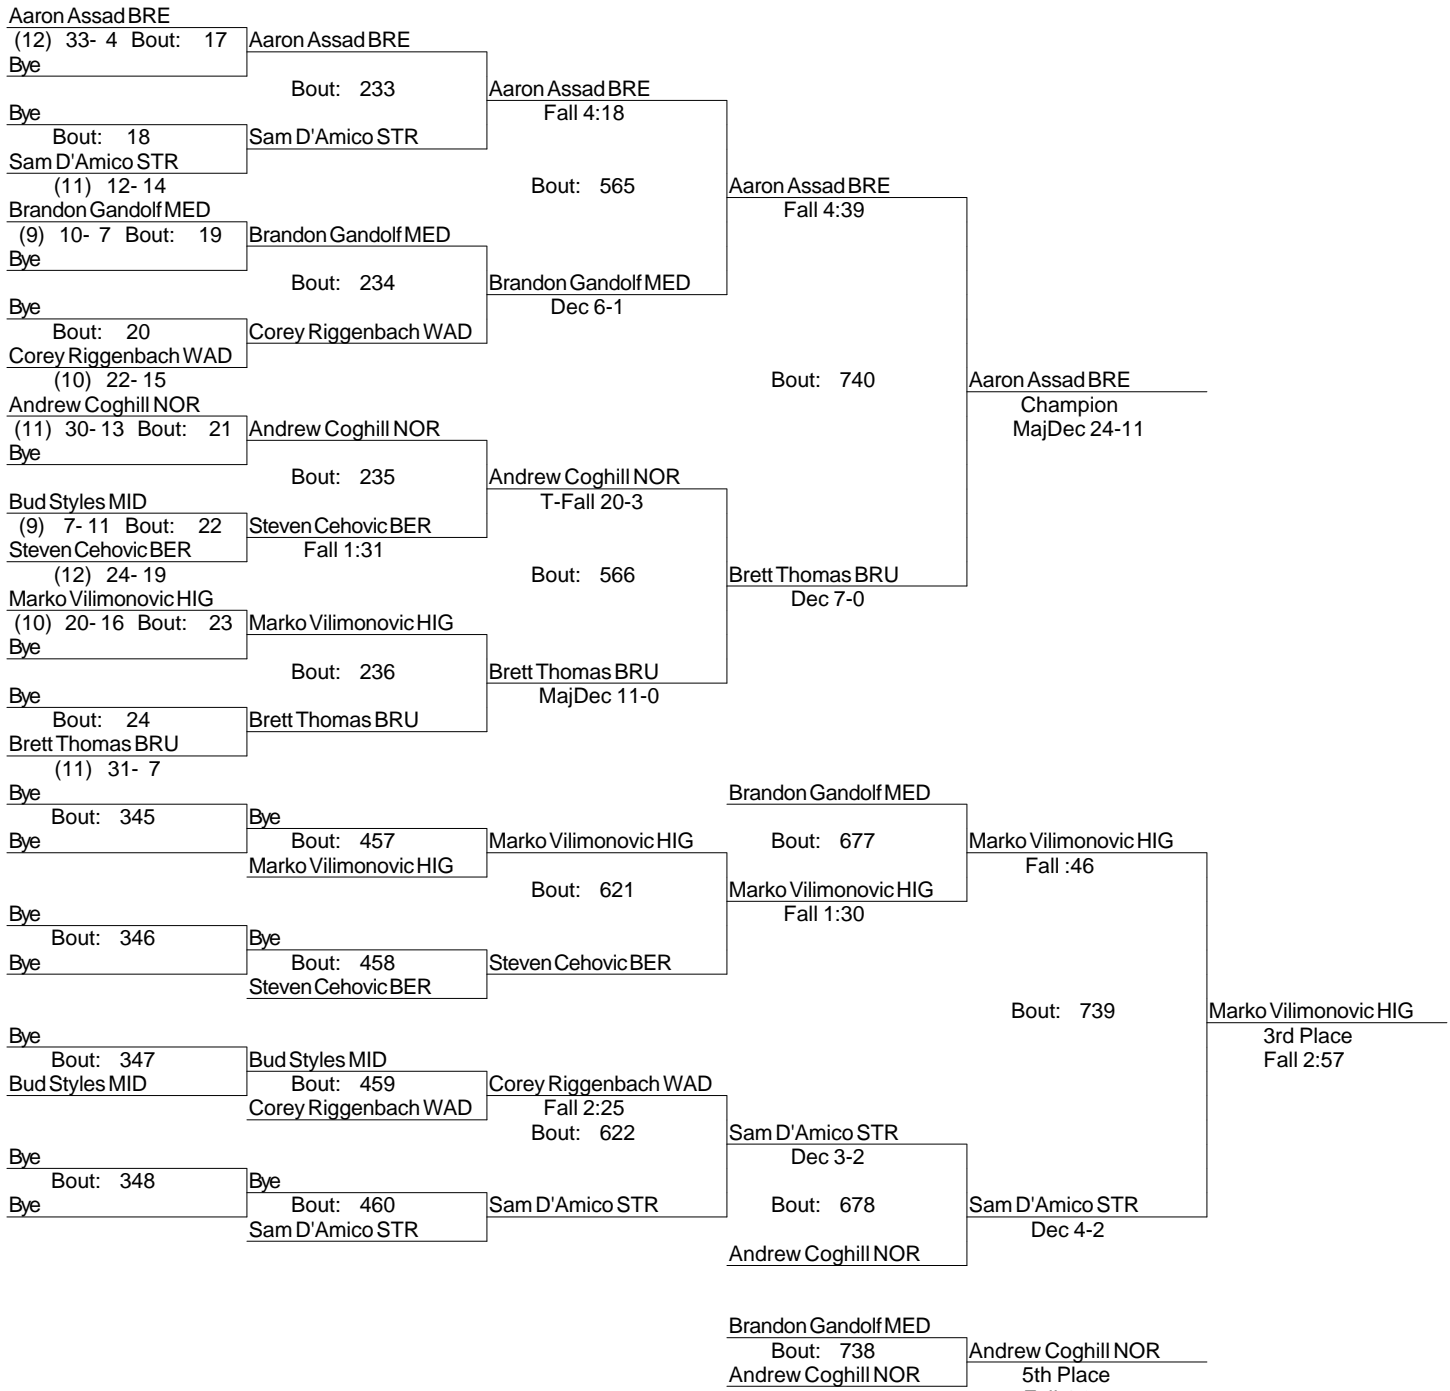 Aaron Assad BRE
(12) 33- 4 Bout: 17 Aaron Assad BRE
Bye
Bout: 233 Aaron Assad BRE
Bye Fall 4:18
Bout: 18 Sam D'Amico STR
Sam D'Amico STR
(11) 12- 14 Bout: 565 Aaron Assad BRE
Brandon Gandolf MED Fall 4:39
(9) 10- 7 Bout: 19 Brandon Gandolf MED
Bye
Bout: 234 Brandon Gandolf MED
Bye Dec 6-1
Bout: 20 Corey Riggenbach WAD
Corey Riggenbach WAD
(10) 22- 15 Bout: 740 Aaron Assad BRE
Andrew Coghill NOR Champion
(11) 30- 13 Bout: 21 Andrew Coghill NOR MajDec 24-11
Bye
Bout: 235 Andrew Coghill NOR
Bud Styles MID T-Fall 20-3
(9) 7- 11 Bout: 22 Steven Cehovic BER
Steven Cehovic BER Fall 1:31
(12) 24- 19 Bout: 566 Brett Thomas BRU
Marko Vilimonovic HIG Dec 7-0
(10) 20- 16 Bout: 23 Marko Vilimonovic HIG
Bye
Bout: 236 Brett Thomas BRU
Bye MajDec 11-0
Bout: 24 Brett Thomas BRU
Brett Thomas BRU
(11) 31- 7
Bye Brandon Gandolf MED
Bout: 345 Bye
Bye Bout: 457 Marko Vilimonovic HIG Bout: 677 Marko Vilimonovic HIG
Marko Vilimonovic HIG Fall :46
Bout: 621 Marko Vilimonovic HIG
Bye Fall 1:30
Bout: 346 Bye
Bye Bout: 458 Steven Cehovic BER
Steven Cehovic BER
Bout: 739 Marko Vilimonovic HIG
Bye 3rd Place
Bout: 347 Bud Styles MID Fall 2:57
Bud Styles MID Bout: 459 Corey Riggenbach WAD
Corey Riggenbach WAD Fall 2:25
Bout: 622 Sam D'Amico STR
Bye Dec 3-2
Bout: 348 Bye
Bye Bout: 460 Sam D'Amico STR Bout: 678 Sam D'Amico STR
Sam D'Amico STR Dec 4-2
Andrew Coghill NOR
Brandon Gandolf MED
Bout: 738 Andrew Coghill NOR
Andrew Coghill NOR 5th Place